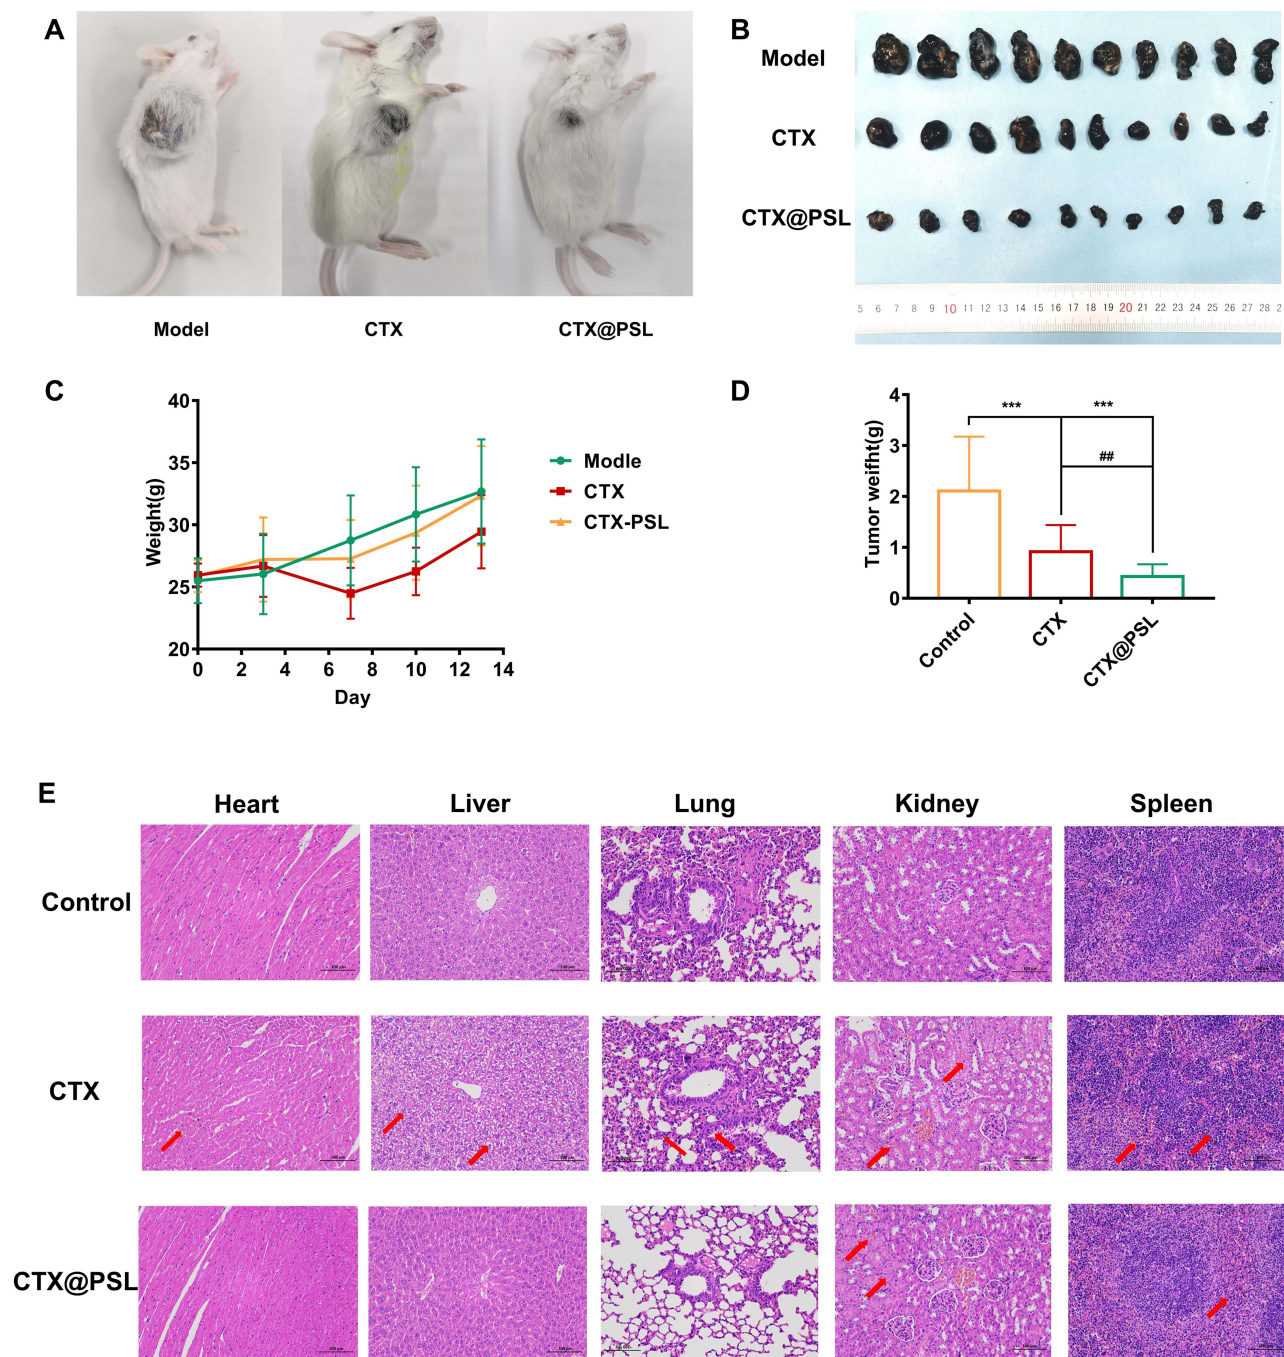 A
Model
CTX
CTX@PSL
B
Model
CTX
CTX@PSL
5 6 7 8 9 10 11 12 13 14 15 16 17 18 19 20 21 22 23 24 25 26 27 28 2
C
40
35
30
25
20
Weight(g)
0 2 4 6 8 10 12 14
Day
Modle
CTX
CTX-PSL
D
4
3
2
1
0
Tumor weifht(g)
*** ***
##
Control
CTX
CTX@PSL
E
Heart Liver Lung Kidney Spleen
Control
CTX
CTX@PSL